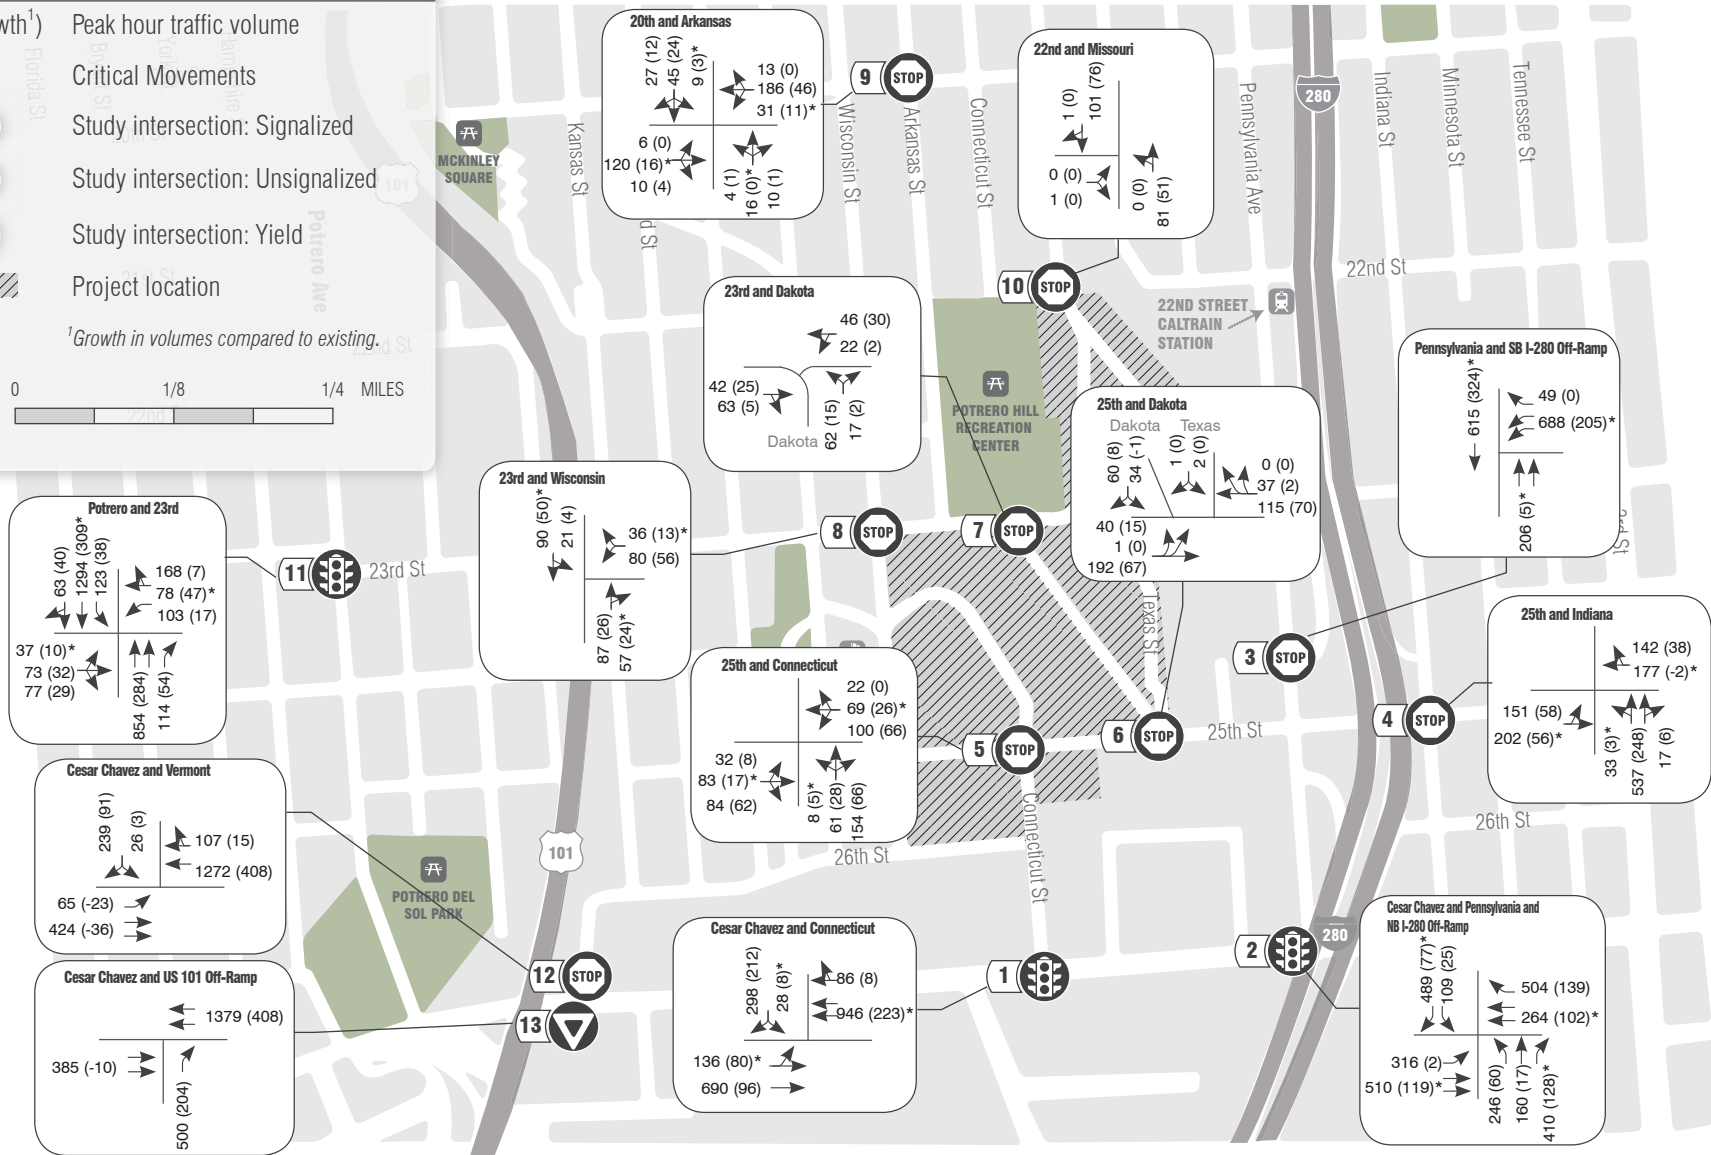 wth¹) Peak hour traffic volume
Critical Movements
Study intersection: Signalized
Study intersection: Unsignalized
Study intersection: Yield
Project location
¹Growth in volumes compared to existing.
0 1/8 1/4 MILES
Florida St
York St
Potrero Ave
22nd St
22nd St
101
MCKINLEY
SQUARE
Kansas St
d St
Wisconsin St
Arkansas St
Connecticut St
Pennsylvania Ave
280
Indiana St
Minnesota St
Tennessee St
20th and Arkansas
27 (12)
45 (24)
9 (3)*
13 (0)
186 (46)
31 (11)*
6 (0)
120 (16)*
10 (4)
4 (1)
16 (0)*
10 (1)
9 STOP
22nd and Missouri
1 (0)
101 (76)
0 (0)
1 (0)
0 (0)
81 (51)
10 STOP
22nd St
22ND STREET
CALTRAIN
STATION
23rd and Dakota
46 (30)
22 (2)
42 (25)
63 (5)
Dakota
62 (15)
17 (2)
POTRERO HILL
RECREATION
CENTER
25th and Dakota
Dakota Texas
60 (8)
34 (-1)
1 (0)
2 (0)
0 (0)
37 (2)
115 (70)
40 (15)
1 (0)
192 (67)
Pennsylvania and SB I-280 Off-Ramp
615 (324)*
49 (0)
688 (205)*
206 (5)*
3rd St
Potrero and 23rd
63 (40)
1294 (309*
123 (38)
168 (7)
78 (47)*
103 (17)
37 (10)*
73 (32)
77 (29)
854 (284)
114 (54)
11
23rd St
23rd and Wisconsin
90 (50)*
21 (4)
36 (13)*
80 (56)
87 (26)
57 (24)*
8 STOP
7 STOP
Texas St
3 STOP
25th and Indiana
142 (38)
177 (-2)*
151 (58)
202 (56)*
33 (3)*
537 (248)
17 (6)
4 STOP
25th and Connecticut
22 (0)
69 (26)*
100 (66)
32 (8)
83 (17)*
84 (62)
8 (5)*
61 (28)
154 (66)
5 STOP
6 STOP
25th St
26th St
26th St
Connecticut St
Cesar Chavez and Vermont
239 (91)
26 (3)
107 (15)
1272 (408)
65 (-23)
424 (-36)
101
POTRERO DEL
SOL PARK
12 STOP
Cesar Chavez and US 101 Off-Ramp
1379 (408)
385 (-10)
500 (204)
13
Cesar Chavez and Connecticut
298 (212)
28 (8)*
86 (8)
946 (223)*
136 (80)*
690 (96)
1
2
280
Cesar Chavez and Pennsylvania and
NB I-280 Off-Ramp
489 (77)*
109 (25)
504 (139)
264 (102)*
316 (2)
510 (119)*
246 (60)
160 (17)
410 (128)*